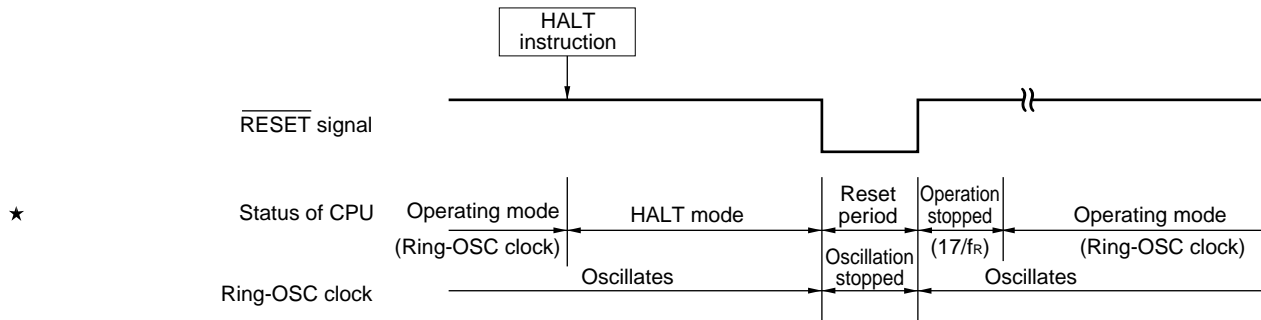 HALT
instruction
RESET signal
★ Status of CPU
Operating mode
(Ring-OSC clock)
HALT mode
Reset
period
Operation
stopped
(17/fR)
Operating mode
(Ring-OSC clock)
Ring-OSC clock
Oscillates
Oscillation
stopped
Oscillates